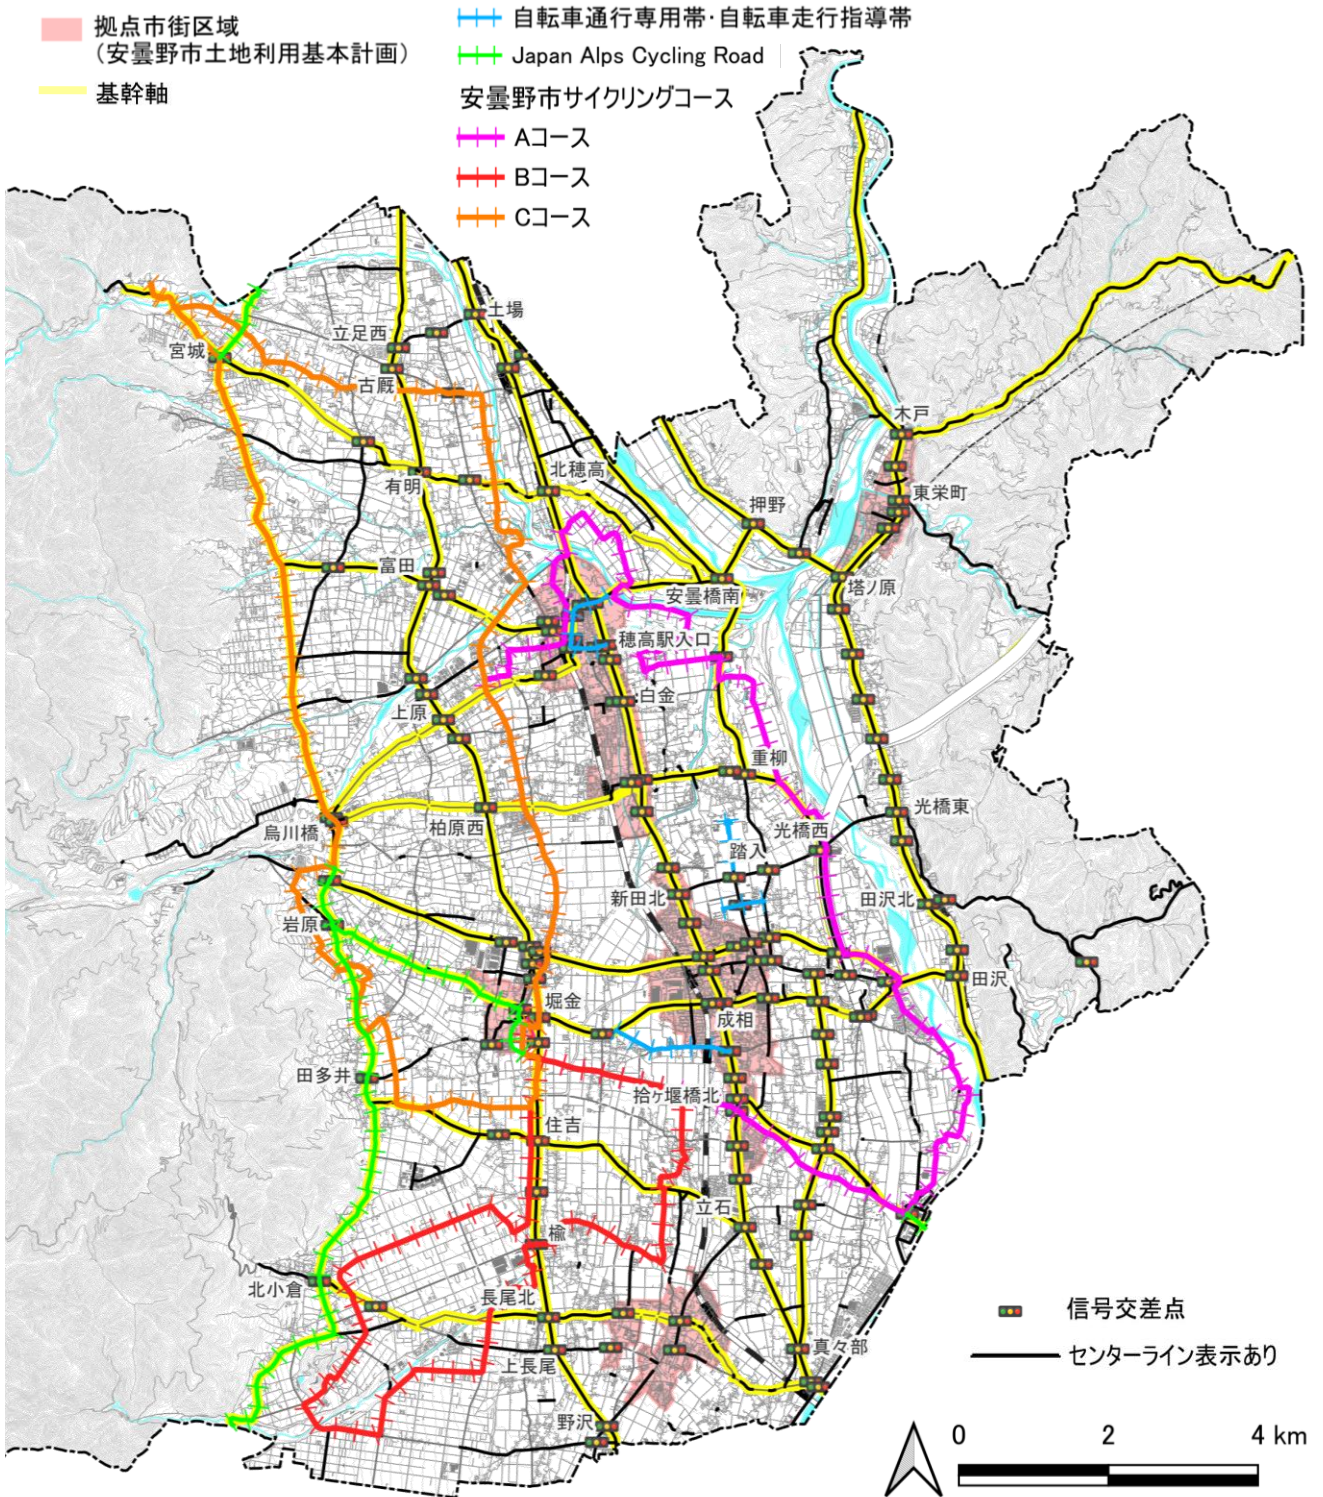 拠点市街区域
(安曇野市土地利用基本計画)
基幹軸
自転車通行専用帯・自転車走行指導帯
Japan Alps Cycling Road
安曇野市サイクリングコース
Aコース
Bコース
Cコース
土場
立足西
宮城
古厩
木戸
北穂高
有明
東栄町
押野
富田
塔ノ原
安曇橋南
穂高駅入口
白金
上原
重柳
光橋東
柏原西
光橋西
烏川橋
踏入
新田北
田沢北
岩原
田沢
堀金
成相
田多井
拾ケ堰橋北
住吉
立石
楡
北小倉
長尾北
真々部
上長尾
野沢
信号交差点
センターライン表示あり
0 2 4 km